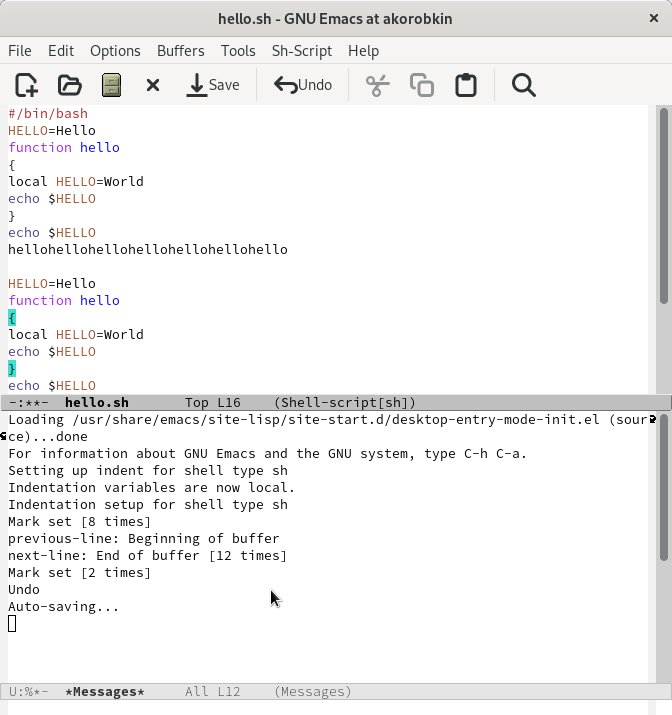 hello.sh - GNU Emacs at akorobkin
File Edit Options Buffers Tools Sh-Script Help
Save Undo
#/bin/bash
HELLO=Hello
function hello
{
local HELLO=World
echo $HELLO
}
echo $HELLO
hellohellohellohellohellohellohello

HELLO=Hello
function hello
{
local HELLO=World
echo $HELLO
}
echo $HELLO
-:**-  hello.sh       Top L16    (Shell-script[sh])
Loading /usr/share/emacs/site-lisp/site-start.d/desktop-entry-mode-init.el (sour
ce)...done
For information about GNU Emacs and the GNU system, type C-h C-a.
Setting up indent for shell type sh
Indentation variables are now local.
Indentation setup for shell type sh
Mark set [8 times]
previous-line: Beginning of buffer
next-line: End of buffer [12 times]
Mark set [2 times]
Undo
Auto-saving...
U:%*-  *Messages*     All L12    (Messages)